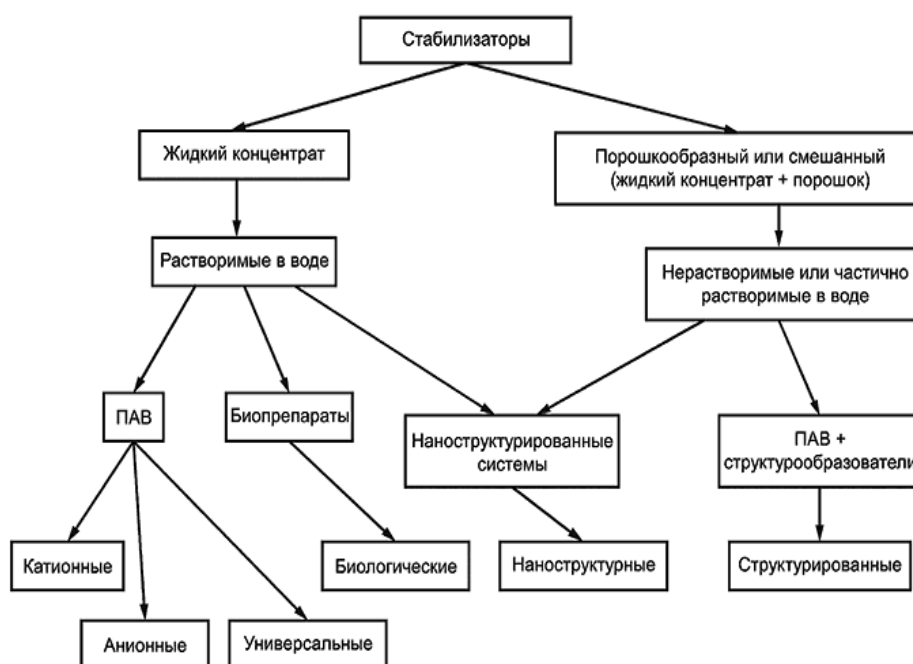 Стабилизаторы
Жидкий концентрат
Порошкообразный или смешанный
(жидкий концентрат + порошок)
Растворимые в воде
Нерастворимые или частично
растворимые в воде
ПАВ
Биопрепараты
Наноструктурированные
системы
ПАВ +
структурообразователи
Катионные
Биологические
Наноструктурные
Структурированные
Анионные
Универсальные